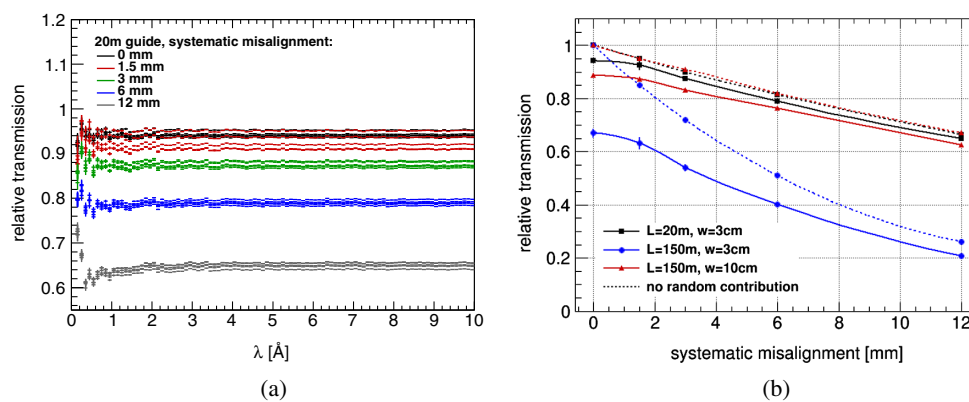 relative transmission
1.2
1.1
1
0.9
0.8
0.7
0.6
20m guide, systematic misalignment:
0 mm
1.5 mm
3 mm
6 mm
12 mm
0 1 2 3 4 5 6 7 8 9 10
λ [Å]
(a)
relative transmission
1
0.8
0.6
0.4
0.2
0
L=20m, w=3cm
L=150m, w=3cm
L=150m, w=10cm
no random contribution
0 2 4 6 8 10 12
systematic misalignment [mm]
(b)